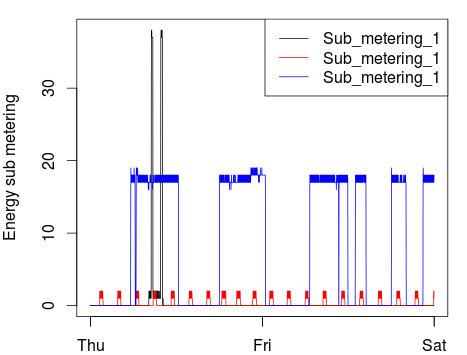 Sub_metering_1
Sub_metering_1
Sub_metering_1
Energy sub metering
30
20
10
0
Thu Fri Sat